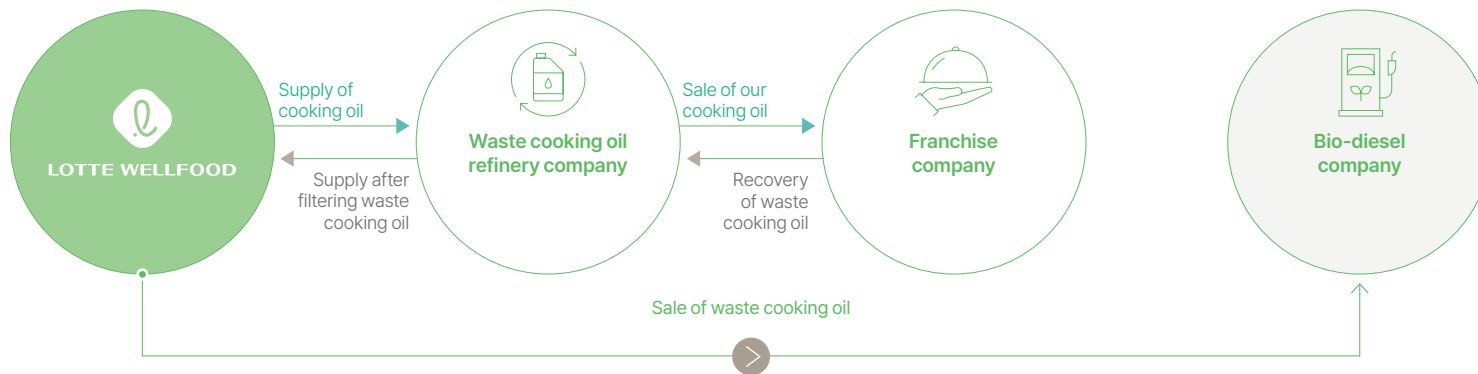 LOTTE WELLFOOD
Supply of
cooking oil
Supply after
filtering waste
cooking oil
Waste cooking oil
refinery company
Sale of our
cooking oil
Recovery
of waste
cooking oil
Franchise
company
Bio-diesel
company
Sale of waste cooking oil